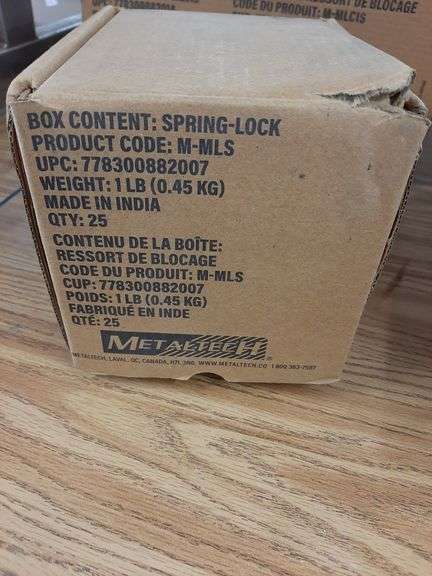 RESSORT DE BLOCAGE
CODE DU PRODUIT: M-MLCIS
BOX CONTENT: SPRING-LOCK
PRODUCT CODE: M-MLS
UPC: 778300882007
WEIGHT: 1 LB (0.45 KG)
MADE IN INDIA
QTY: 25
CONTENU DE LA BOÎTE:
RESSORT DE BLOCAGE
CODE DU PRODUIT: M-MLS
CUP: 778300882007
POIDS: 1 LB (0.45 KG)
FABRIQUÉ EN INDE
QTÉ: 25
METALTECH®
METALTECH, LAVAL, QC, CANADA, H7L 3N6 WWW.METALTECH.CO 1 800 363-7587